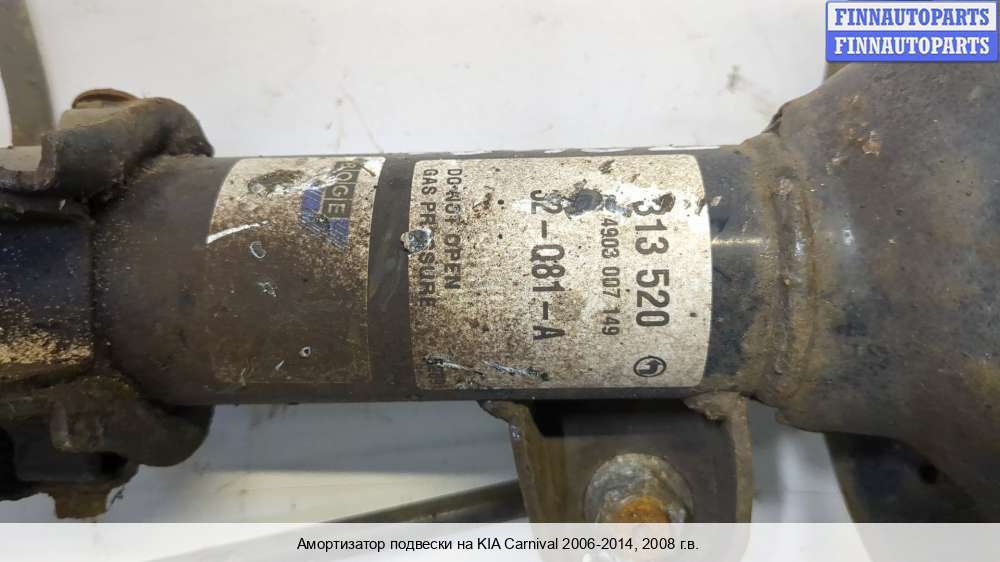 FINNAUTOPARTS
FINNAUTOPARTS
BOGE
DO NOT OPEN
GAS PRESSURE
313 520
4903 007 149
-Q81-A
Амортизатор подвески на KIA Carnival 2006-2014, 2008 г.в.